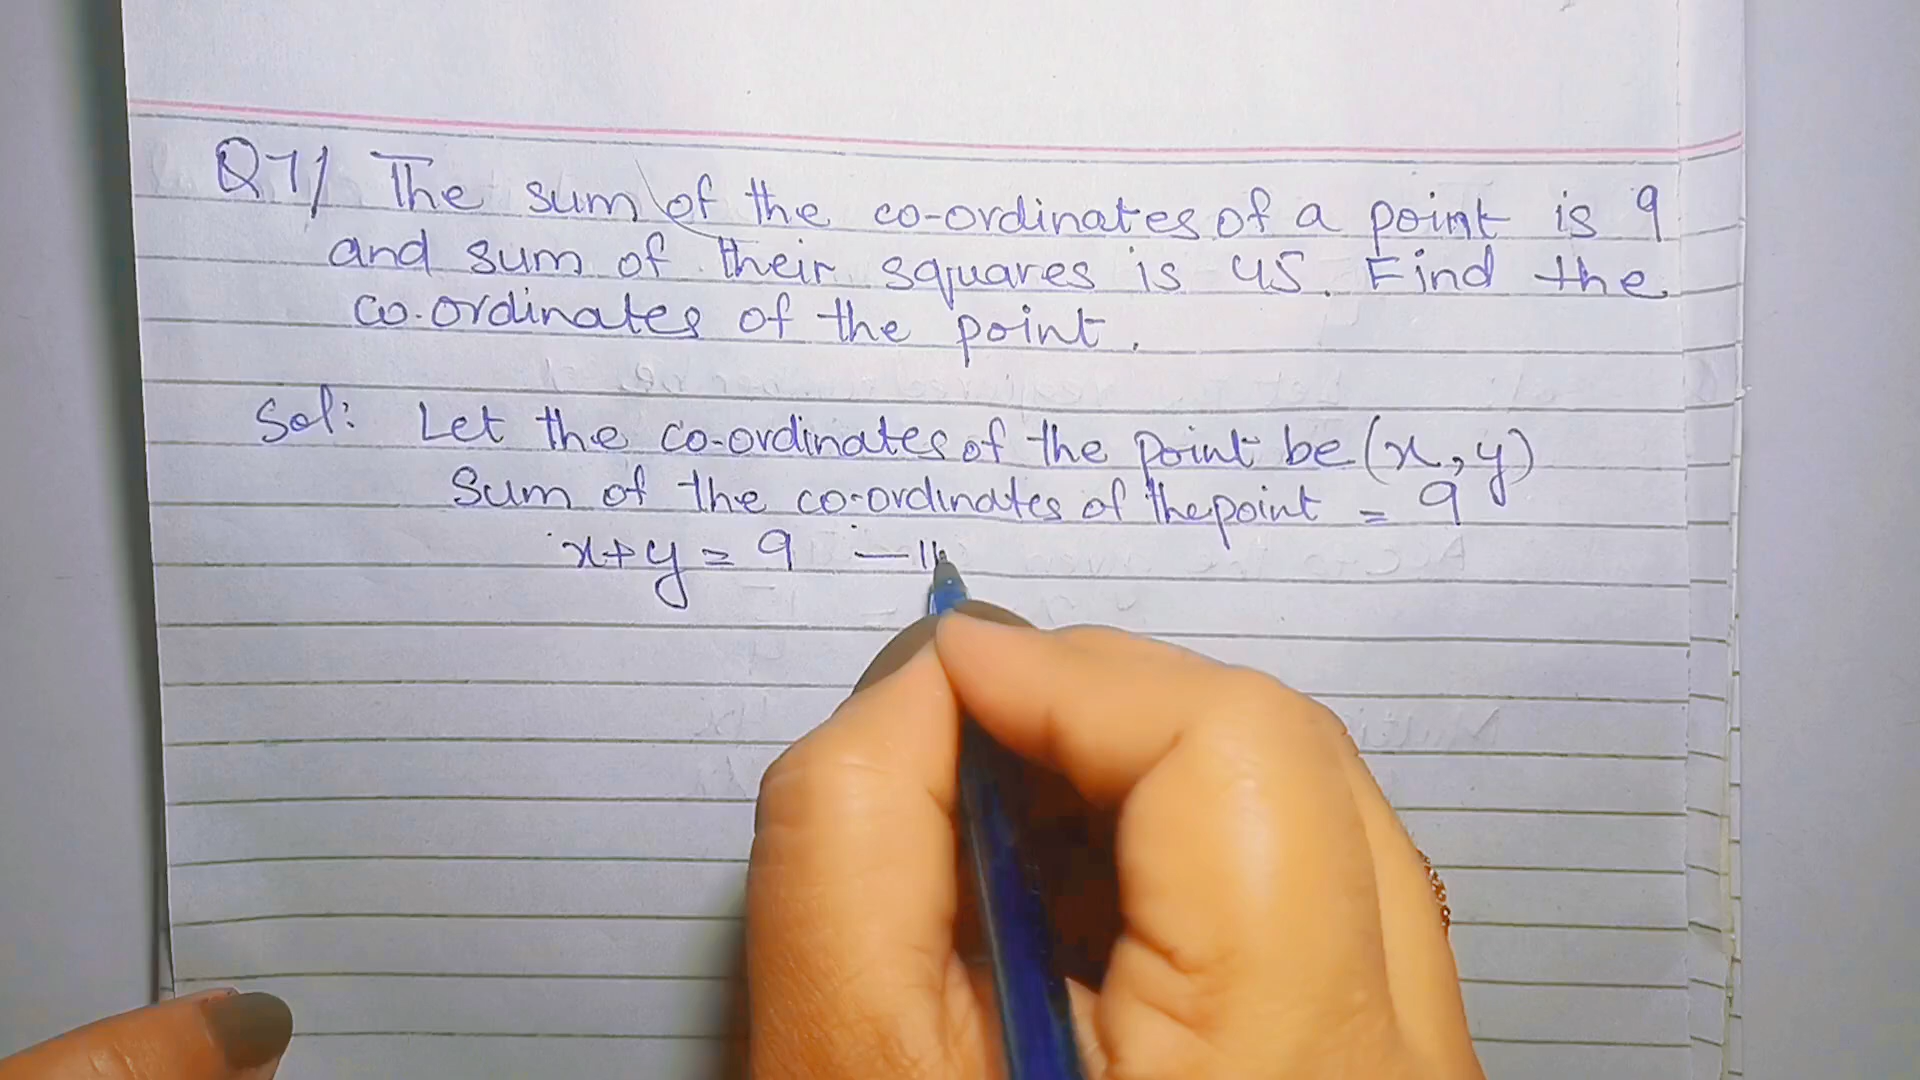 Q7/ The sum of the co-ordinates of a point is 9
and sum of their squares is 45. Find the
co-ordinates of the point.
Sol: Let the co-ordinates of the point be (x, y)
Sum of the co-ordinates of the point = 9
x+y = 9 —